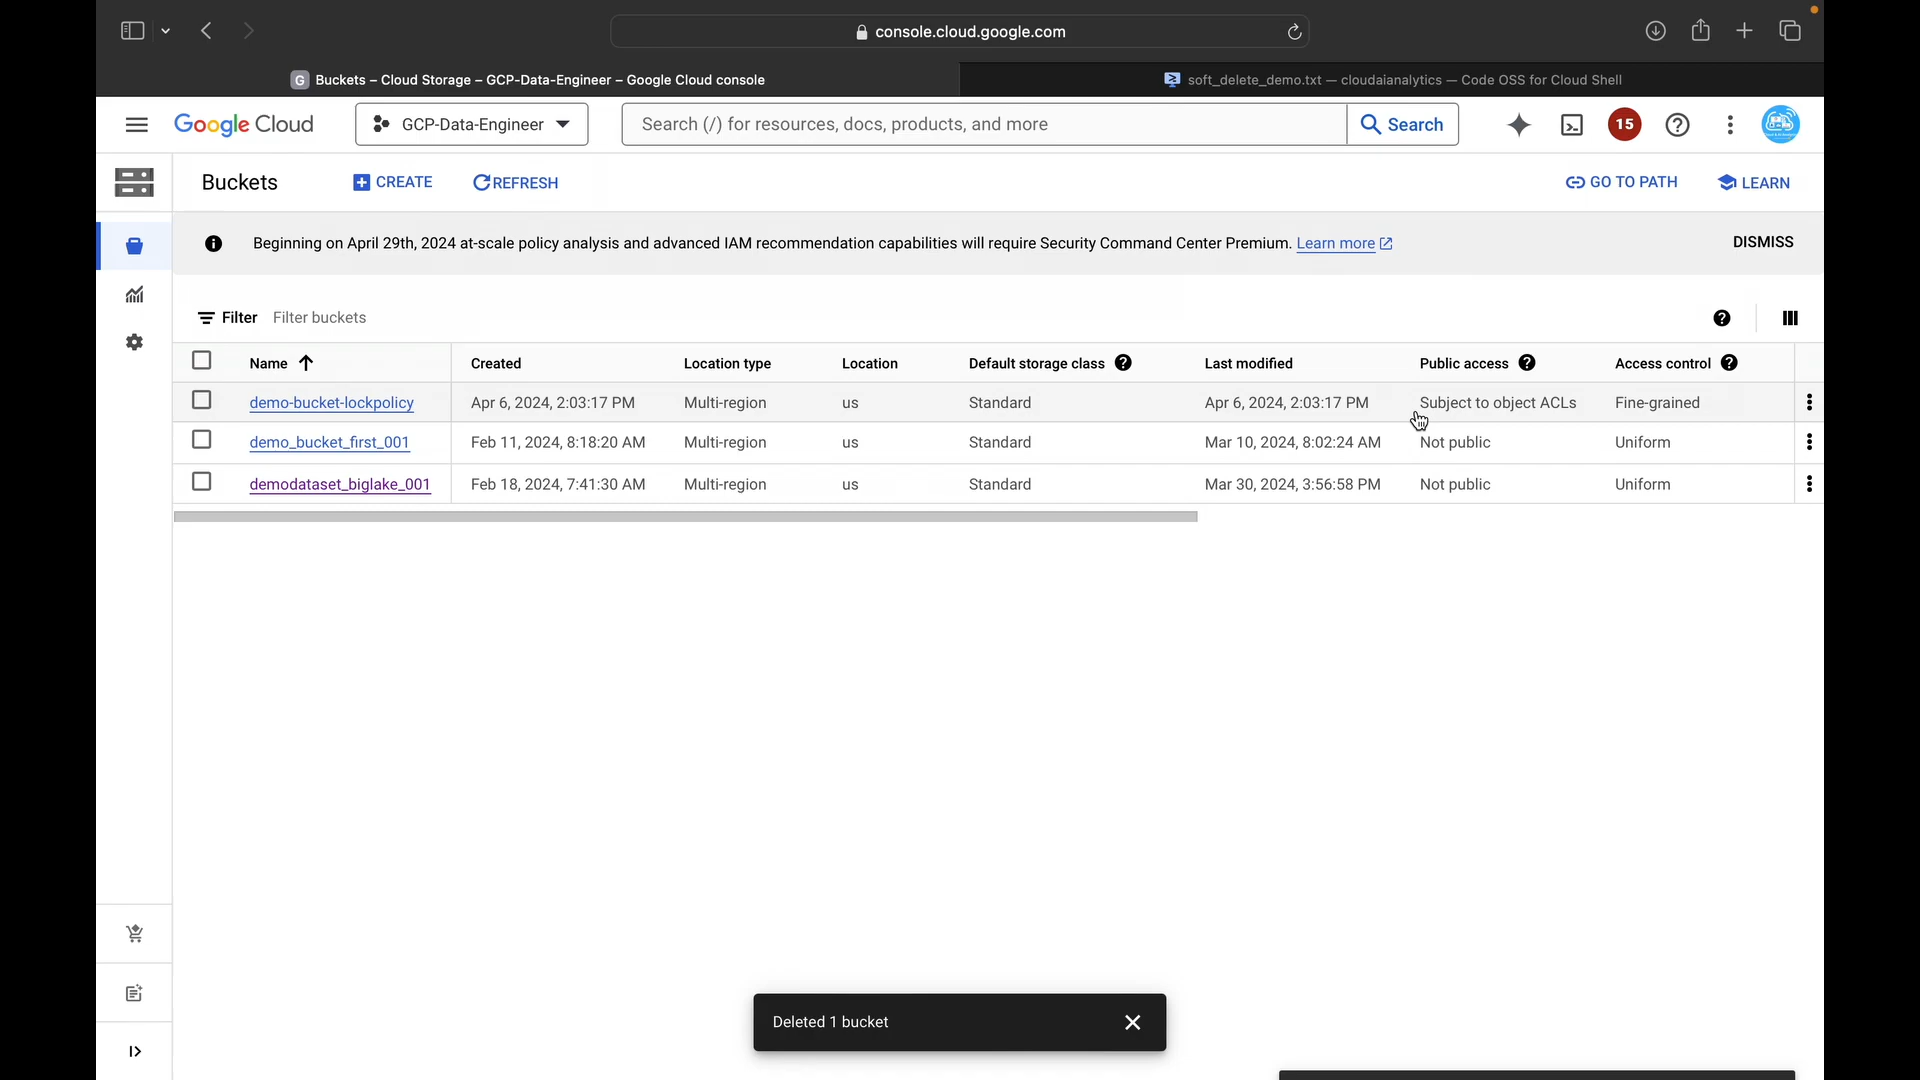 console.cloud.google.com
G Buckets – Cloud Storage – GCP-Data-Engineer – Google Cloud console
soft_delete_demo.txt — cloudaianalytics — Code OSS for Cloud Shell
Google Cloud GCP-Data-Engineer Search (/) for resources, docs, products, and more Search 15
Buckets CREATE REFRESH GO TO PATH LEARN
Beginning on April 29th, 2024 at-scale policy analysis and advanced IAM recommendation capabilities will require Security Command Center Premium. Learn more DISMISS
Filter Filter buckets
Name Created Location type Location Default storage class Last modified Public access Access control
demo-bucket-lockpolicy Apr 6, 2024, 2:03:17 PM Multi-region us Standard Apr 6, 2024, 2:03:17 PM Subject to object ACLs Fine-grained
demo_bucket_first_001 Feb 11, 2024, 8:18:20 AM Multi-region us Standard Mar 10, 2024, 8:02:24 AM Not public Uniform
demodataset_biglake_001 Feb 18, 2024, 7:41:30 AM Multi-region us Standard Mar 30, 2024, 3:56:58 PM Not public Uniform
Deleted 1 bucket